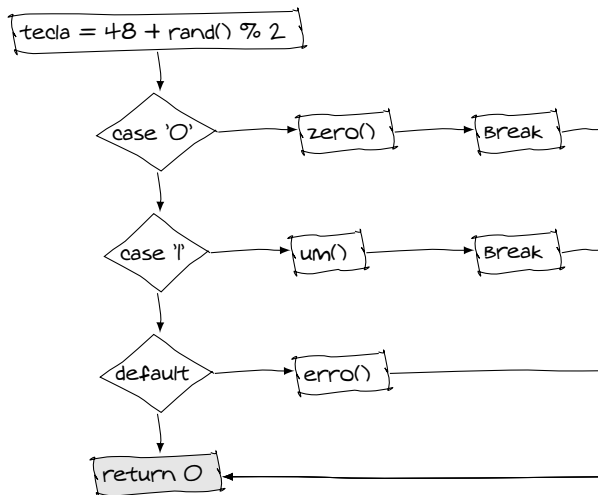 tecla = 48 + rand() % 2
case '0'
zero()
Break
case '1'
um()
Break
default
erro()
return 0